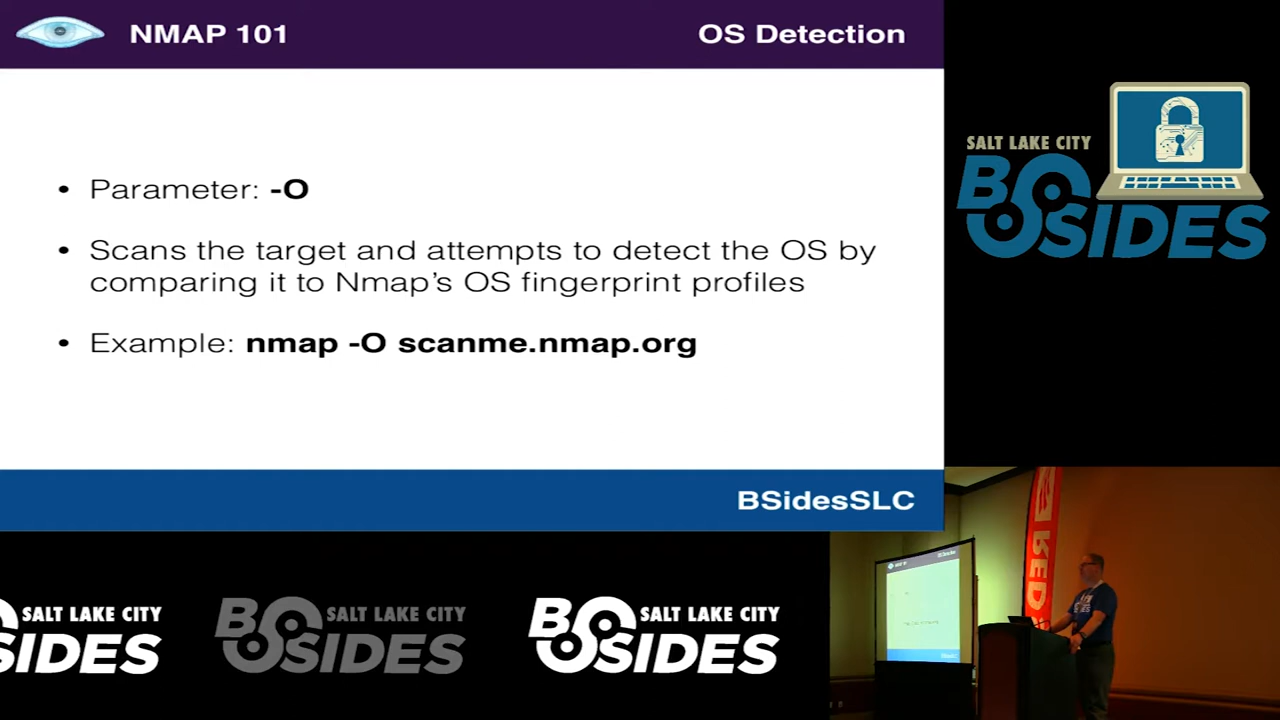 NMAP 101
OS Detection
• Parameter: -O
• Scans the target and attempts to detect the OS by
comparing it to Nmap's OS fingerprint profiles
• Example: nmap -O scanme.nmap.org
BSidesSLC
SALT LAKE CITY
BSIDES
RED
SALT LAKE CITY
SIDES
SALT LAKE CITY
BSIDES
SALT LAKE CITY
BSIDES